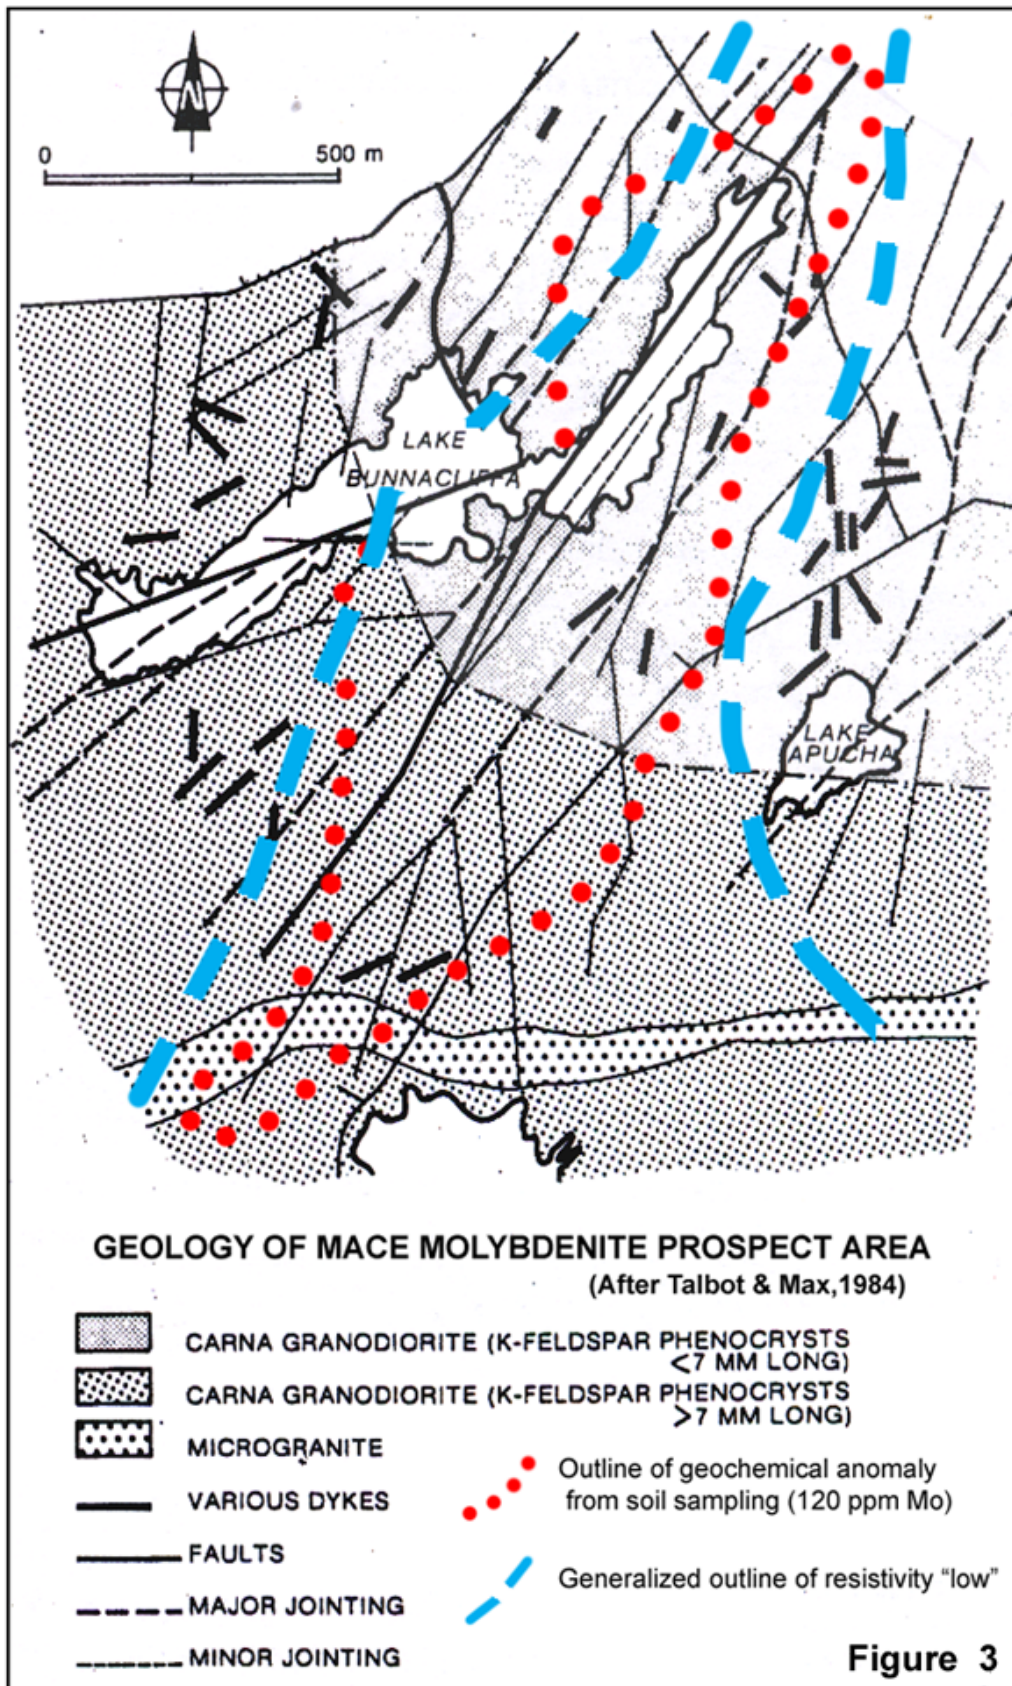 N
0
500 m
LAKE
BUNNACLIFFA
LAKE
APUCHA
GEOLOGY OF MACE MOLYBDENITE PROSPECT AREA
(After Talbot & Max,1984)
CARNA GRANODIORITE (K-FELDSPAR PHENOCRYSTS
<7 MM LONG)
CARNA GRANODIORITE (K-FELDSPAR PHENOCRYSTS
>7 MM LONG)
MICROGRANITE
VARIOUS DYKES
FAULTS
MAJOR JOINTING
MINOR JOINTING
Outline of geochemical anomaly
from soil sampling (120 ppm Mo)
Generalized outline of resistivity “low”
Figure 3